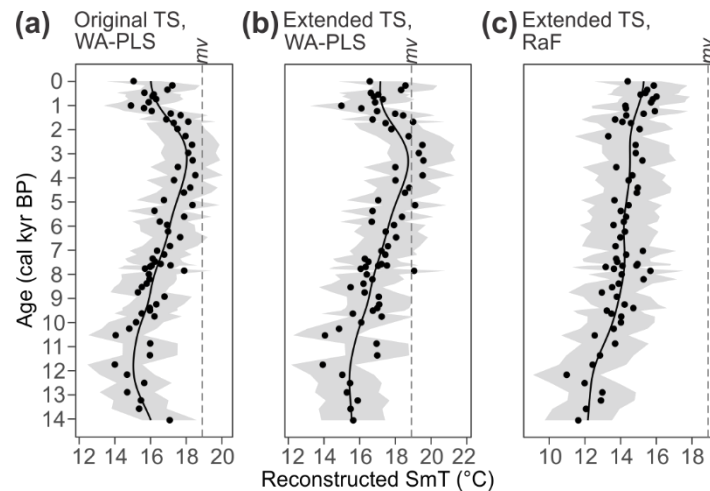 (a) Original TS, WA-PLS mv
(b) Extended TS, WA-PLS mv
(c) Extended TS, RaF mv
Age (cal kyr BP)
0
1
2
3
4
5
6
7
8
9
10
11
12
13
14
12 14 16 18 20
12 14 16 18 20 22
10 12 14 16 18
Reconstructed SmT (°C)